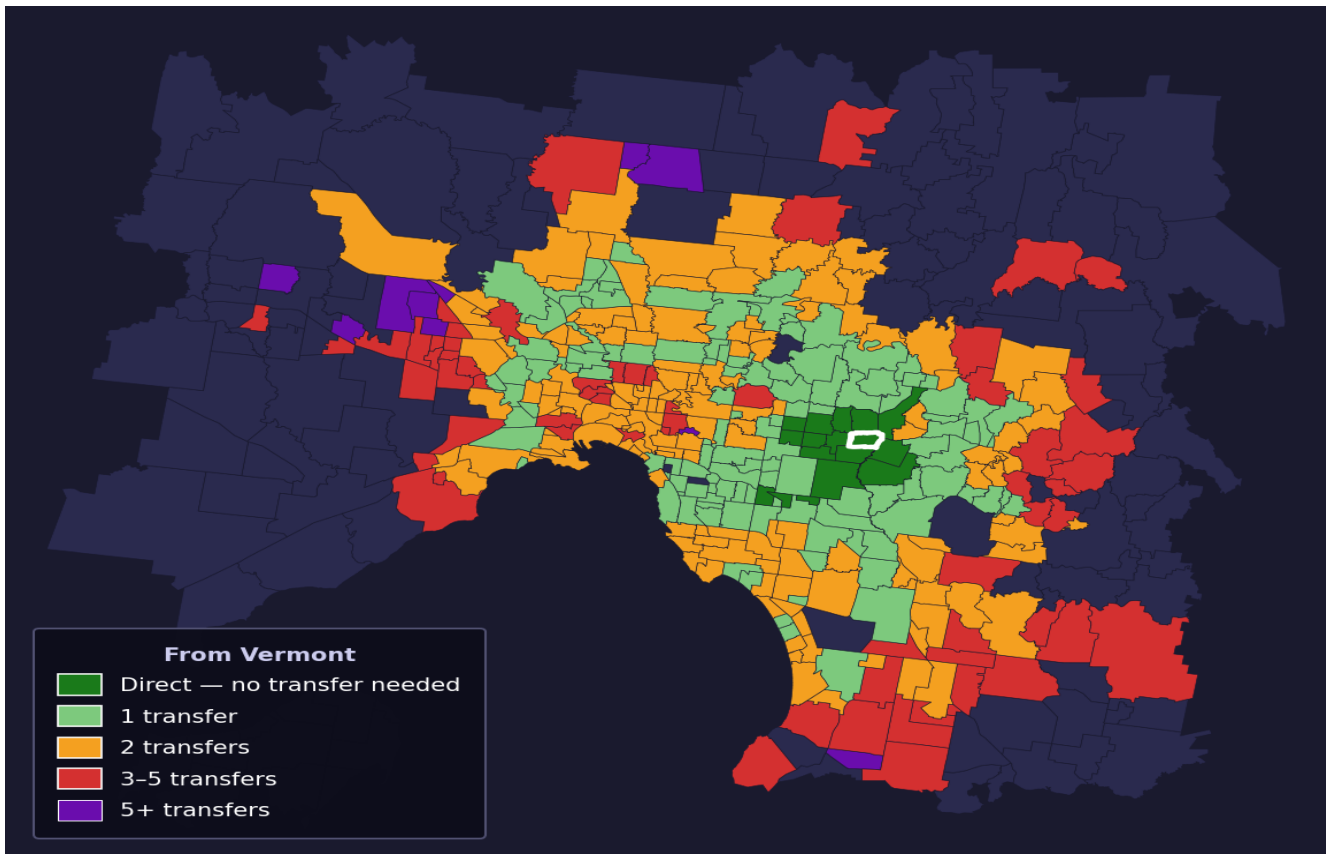 From Vermont
Direct — no transfer needed
1 transfer
2 transfers
3–5 transfers
5+ transfers